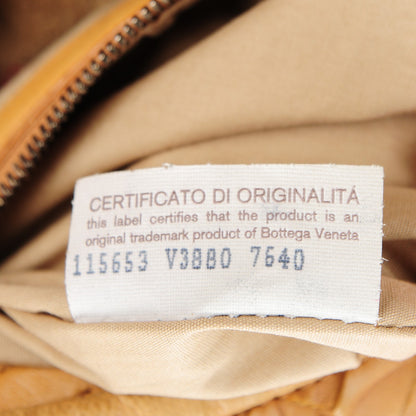 CERTIFICATO DI ORIGINALITÁ
this label certifies that the product is an
original trademark product of Bottega Veneta
115653 V3880 7640